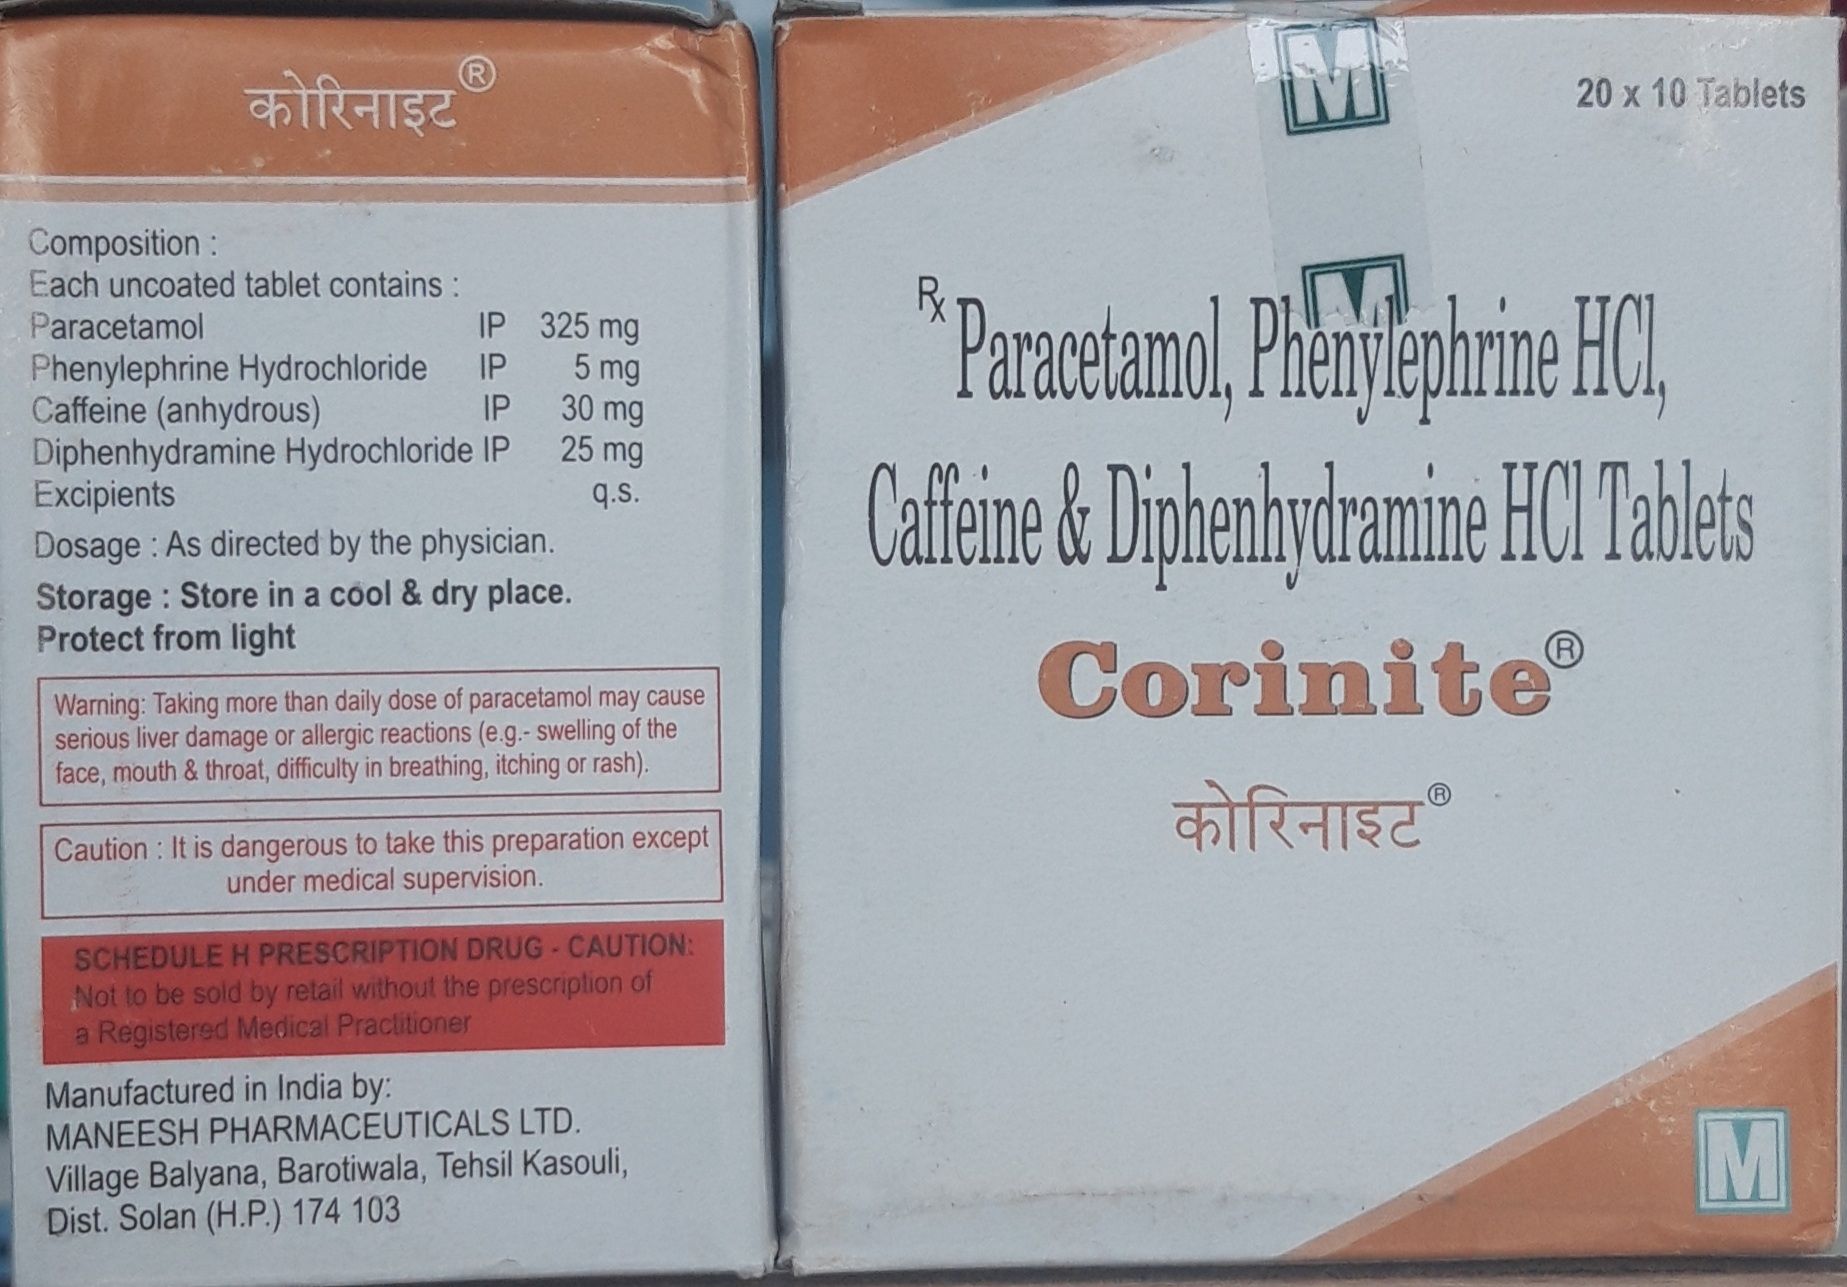 कोरिनाइट®
Composition :
Each uncoated tablet contains :
Paracetamol IP 325 mg
Phenylephrine Hydrochloride IP 5 mg
Caffeine (anhydrous) IP 30 mg
Diphenhydramine Hydrochloride IP 25 mg
Excipients q.s.
Dosage : As directed by the physician.
Storage : Store in a cool & dry place.
Protect from light
Warning: Taking more than daily dose of paracetamol may cause
serious liver damage or allergic reactions (e.g.- swelling of the
face, mouth & throat, difficulty in breathing, itching or rash).
Caution : It is dangerous to take this preparation except
under medical supervision.
SCHEDULE H PRESCRIPTION DRUG - CAUTION:
Not to be sold by retail without the prescription of
a Registered Medical Practitioner
Manufactured in India by:
MANEESH PHARMACEUTICALS LTD.
Village Balyana, Barotiwala, Tehsil Kasouli,
Dist. Solan (H.P.) 174 103
M
20 x 10 Tablets
M
Rx Paracetamol, Phenylephrine HCl,
Caffeine & Diphenhydramine HCl Tablets
Corinite®
कोरिनाइट®
M